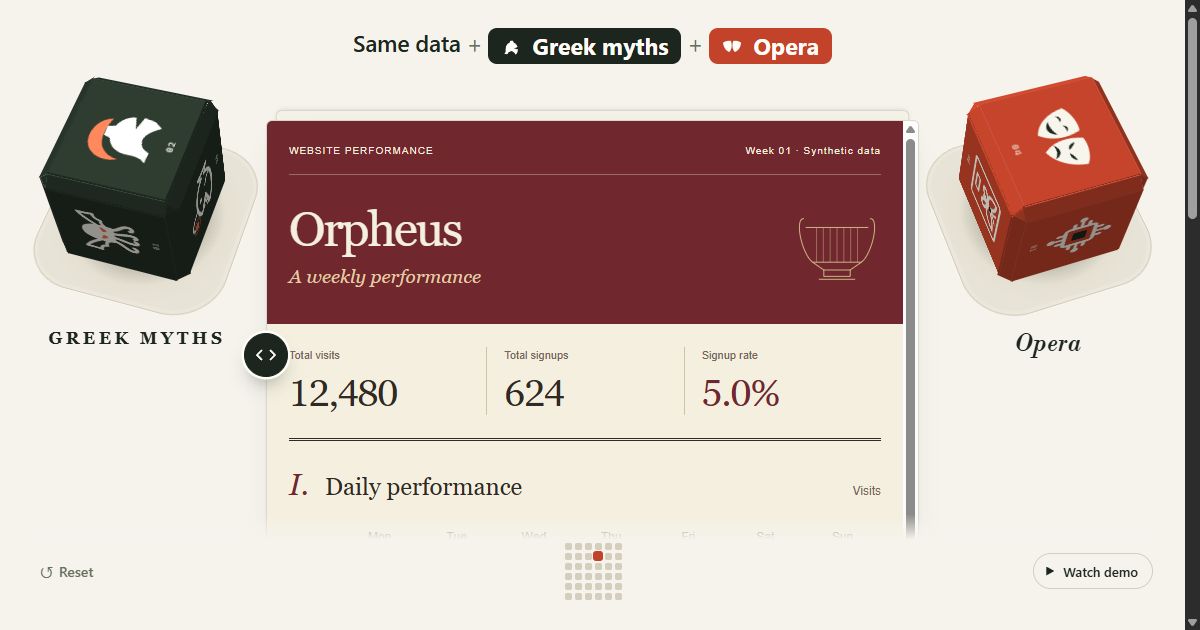 Same data + Greek myths + Opera
WEBSITE PERFORMANCE
Week 01 · Synthetic data
Orpheus
A weekly performance
GREEK MYTHS
Opera
Total visits
Total signups
Signup rate
12,480
624
5.0%
I. Daily performance
Visits
Mon Tue Wed Thu Fri Sat Sun
Reset
Watch demo